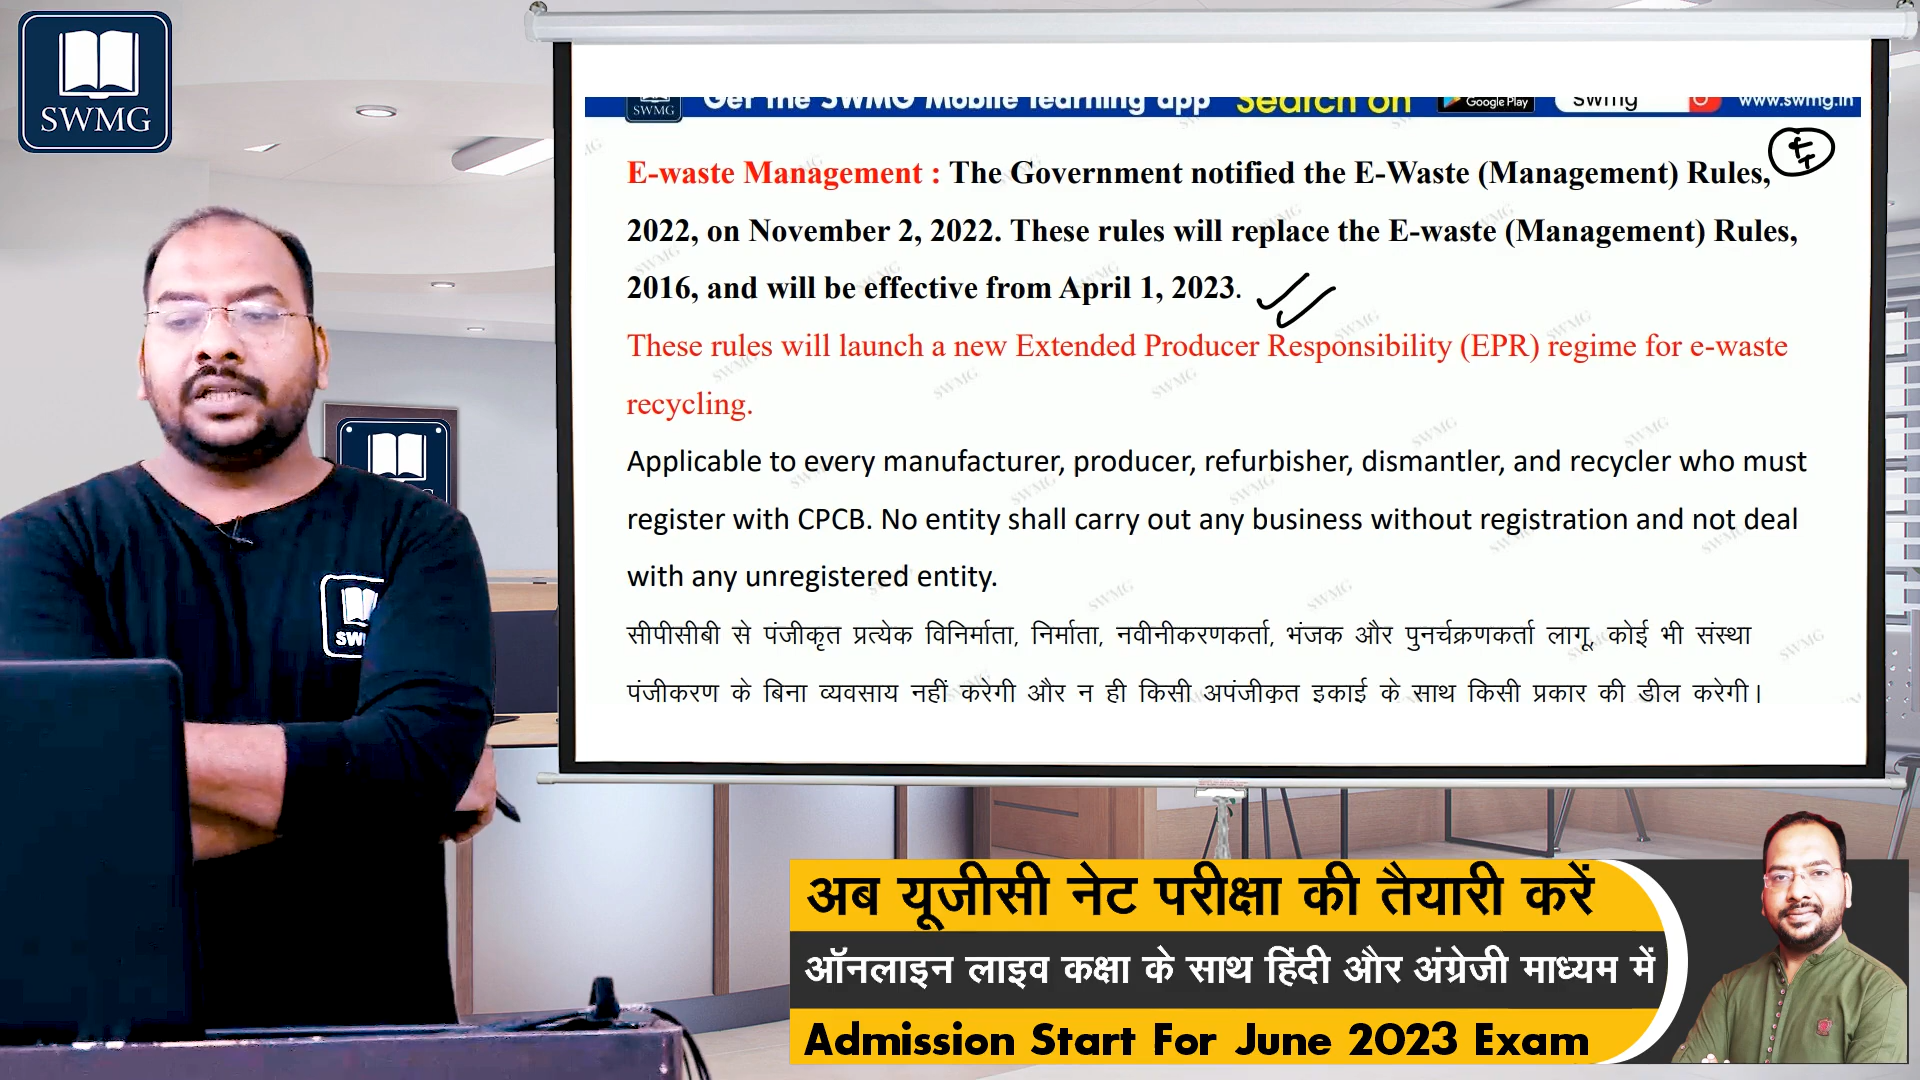 SWMG
Get the SWMG Mobile learning app Search on Google Play swmg www.swmg.in
SWMG
E-waste Management : The Government notified the E-Waste (Management) Rules,
2022, on November 2, 2022. These rules will replace the E-waste (Management) Rules,
2016, and will be effective from April 1, 2023.
These rules will launch a new Extended Producer Responsibility (EPR) regime for e-waste
recycling.
Applicable to every manufacturer, producer, refurbisher, dismantler, and recycler who must
register with CPCB. No entity shall carry out any business without registration and not deal
with any unregistered entity.
सीपीसीबी से पंजीकृत प्रत्येक विनिर्माता, निर्माता, नवीनीकरणकर्ता, भंजक और पुनर्चक्रणकर्ता लागू, कोई भी संस्था
पंजीकरण के बिना व्यवसाय नहीं करेगी और न ही किसी अपंजीकृत इकाई के साथ किसी प्रकार की डील करेगी।
अब यूजीसी नेट परीक्षा की तैयारी करें
ऑनलाइन लाइव कक्षा के साथ हिंदी और अंग्रेजी माध्यम में
Admission Start For June 2023 Exam